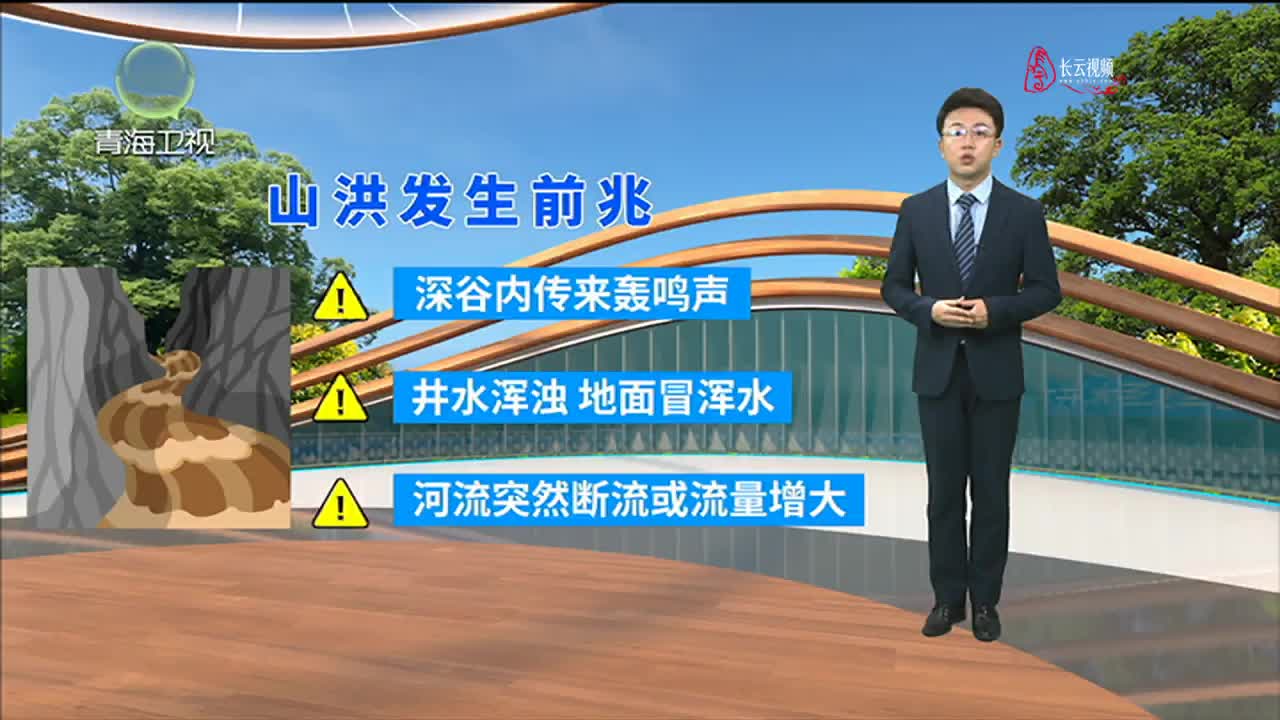 青海卫视
长云视频
山洪发生前兆
深谷内传来轰鸣声
井水浑浊 地面冒浑水
河流突然断流或流量增大